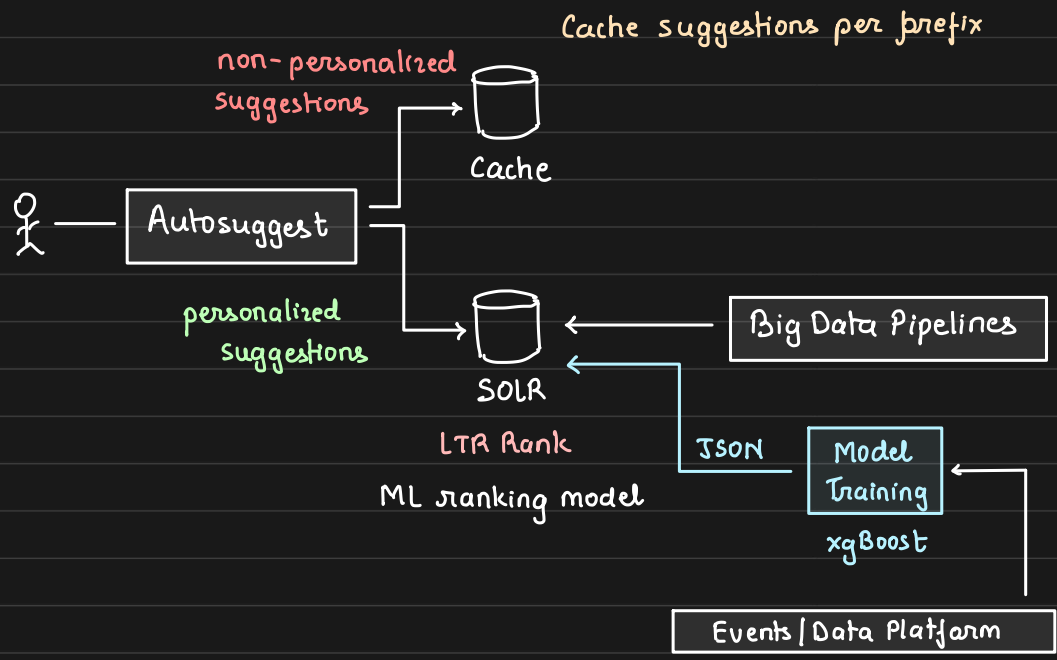 Cache suggestions per prefix
non-personalized
suggestions
Cache
Autosuggest
personalized
suggestions
SOLR
Big Data Pipelines
LTR Rank
ML ranking model
JSON
Model
Training
xgBoost
Events/Data Platform